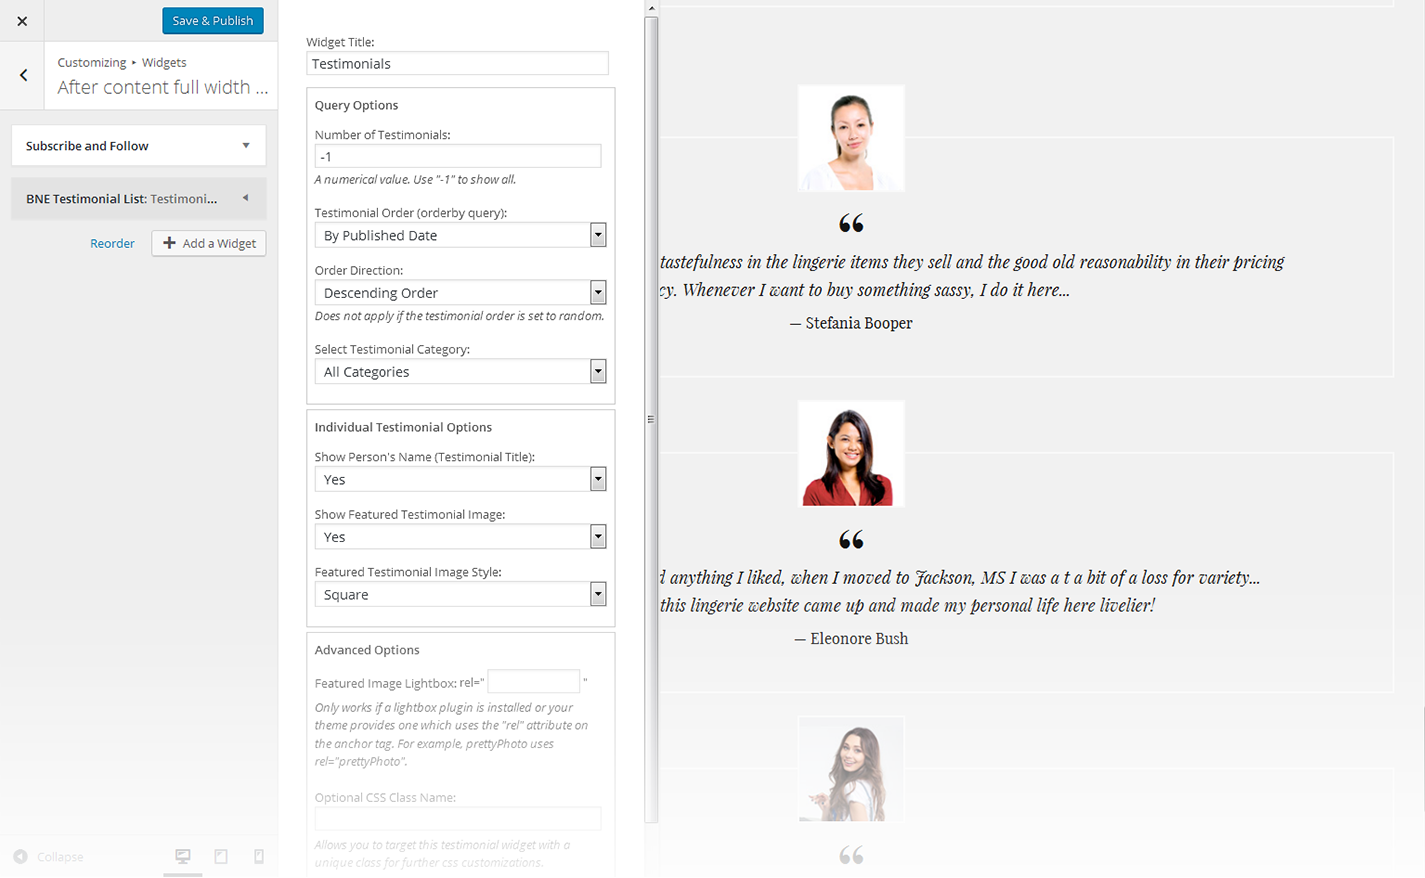 Save & Publish
Customizing ▸ Widgets
After content full width ...
Subscribe and Follow
BNE Testimonial List: Testimoni...
Reorder
Add a Widget
Collapse
Widget Title:
Testimonials
Query Options
Number of Testimonials:
-1
A numerical value. Use "-1" to show all.
Testimonial Order (orderby query):
By Published Date
Order Direction:
Descending Order
Does not apply if the testimonial order is set to random.
Select Testimonial Category:
All Categories
Individual Testimonial Options
Show Person's Name (Testimonial Title):
Yes
Show Featured Testimonial Image:
Yes
Featured Testimonial Image Style:
Square
Advanced Options
Featured Image Lightbox: rel=" "
Only works if a lightbox plugin is installed or your
theme provides one which uses the "rel" attribute on
the anchor tag. For example, prettyPhoto uses
rel="prettyPhoto".
Optional CSS Class Name:
Allows you to target this testimonial widget with a
unique class for further css customizations.
“
tastefulness in the lingerie items they sell and the good old reasonability in their pricing
cy. Whenever I want to buy something sassy, I do it here...
— Stefania Booper
“
d anything I liked, when I moved to Jackson, MS I was a t a bit of a loss for variety...
this lingerie website came up and made my personal life here livelier!
— Eleonore Bush
“